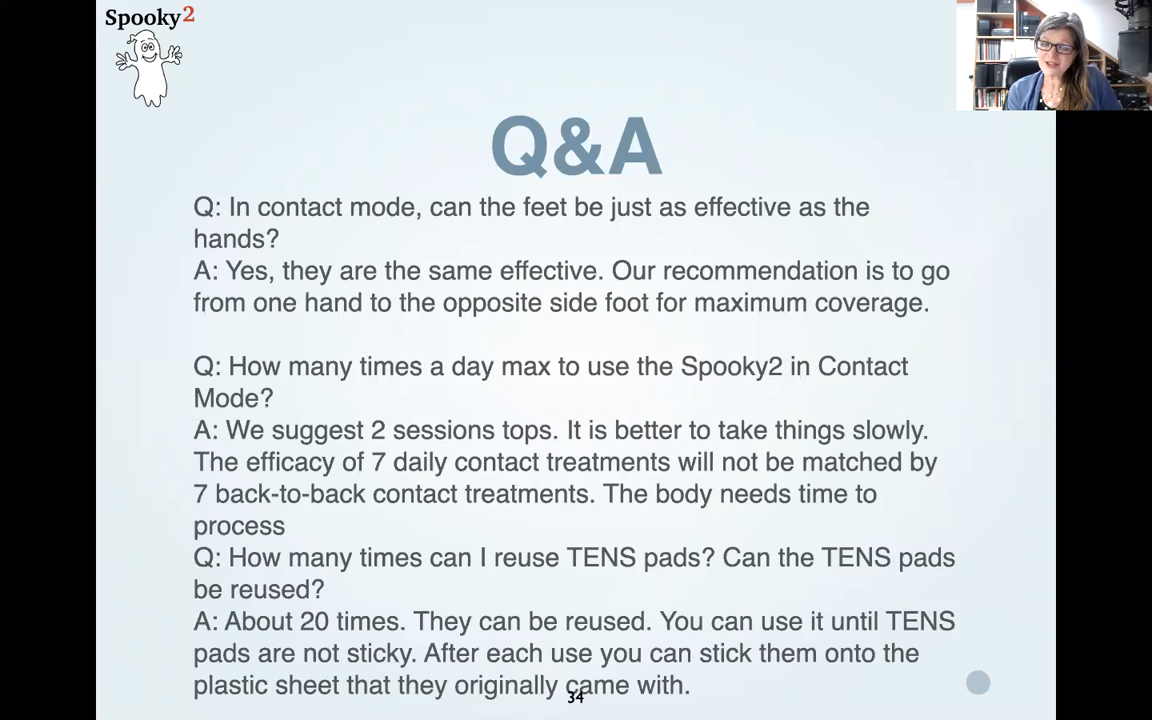 Spooky2
Q&A
Q: In contact mode, can the feet be just as effective as the
hands?
A: Yes, they are the same effective. Our recommendation is to go
from one hand to the opposite side foot for maximum coverage.
Q: How many times a day max to use the Spooky2 in Contact
Mode?
A: We suggest 2 sessions tops. It is better to take things slowly.
The efficacy of 7 daily contact treatments will not be matched by
7 back-to-back contact treatments. The body needs time to
process
Q: How many times can I reuse TENS pads? Can the TENS pads
be reused?
A: About 20 times. They can be reused. You can use it until TENS
pads are not sticky. After each use you can stick them onto the
plastic sheet that they originally came with.
34